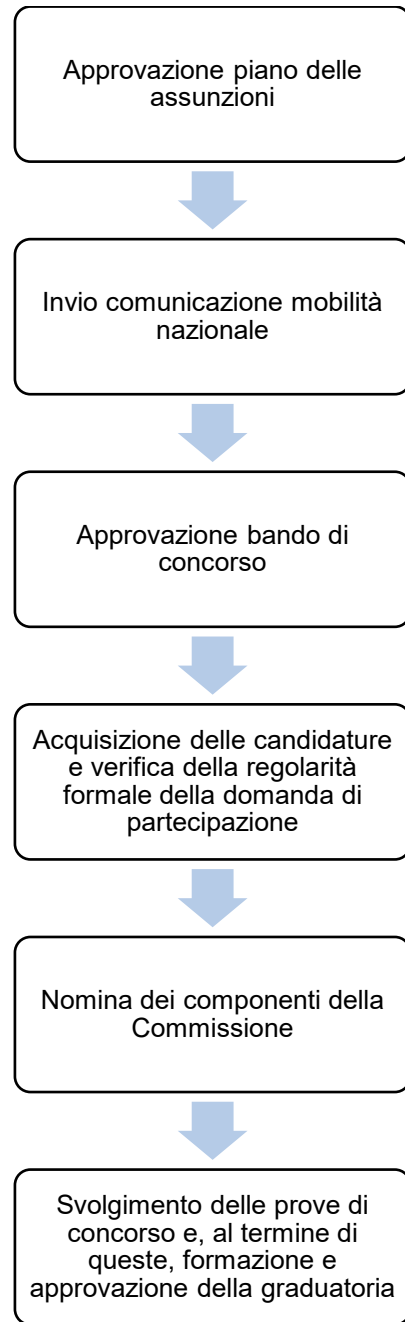 Approvazione piano delle
assunzioni
Invio comunicazione mobilità
nazionale
Approvazione bando di
concorso
Acquisizione delle candidature
e verifica della regolarità
formale della domanda di
partecipazione
Nomina dei componenti della
Commissione
Svolgimento delle prove di
concorso e, al termine di
queste, formazione e
approvazione della graduatoria